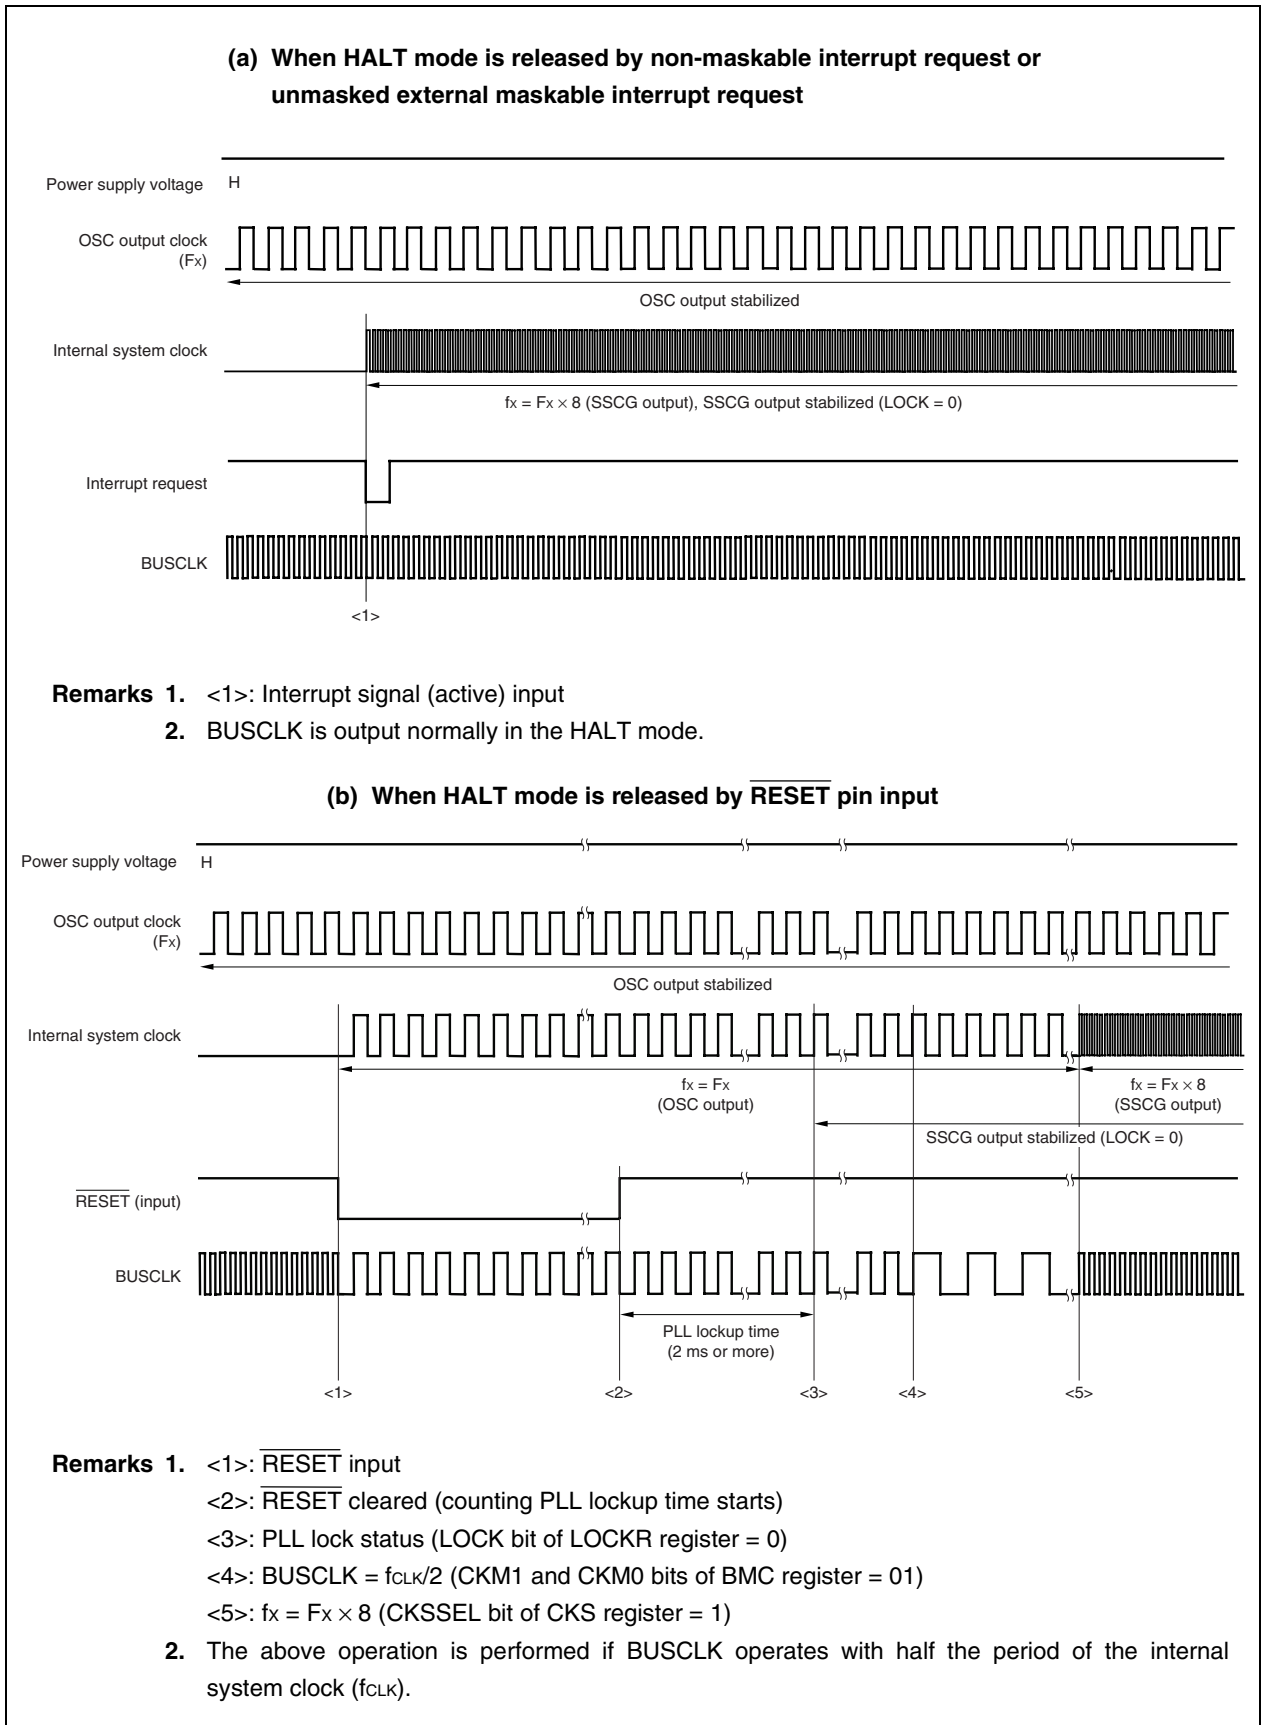 (a) When HALT mode is released by non-maskable interrupt request or
unmasked external maskable interrupt request
Power supply voltage H
OSC output clock
(FX)
OSC output stabilized
Internal system clock
fX = FX × 8 (SSCG output), SSCG output stabilized (LOCK = 0)
Interrupt request
BUSCLK
<1>
Remarks 1. <1>: Interrupt signal (active) input
2. BUSCLK is output normally in the HALT mode.
(b) When HALT mode is released by RESET pin input
Power supply voltage H
OSC output clock
(FX)
OSC output stabilized
Internal system clock
fX = FX
(OSC output)
fX = FX × 8
(SSCG output)
SSCG output stabilized (LOCK = 0)
RESET (input)
BUSCLK
PLL lockup time
(2 ms or more)
<1> <2> <3> <4> <5>
Remarks 1. <1>: RESET input
<2>: RESET cleared (counting PLL lockup time starts)
<3>: PLL lock status (LOCK bit of LOCKR register = 0)
<4>: BUSCLK = fCLK/2 (CKM1 and CKM0 bits of BMC register = 01)
<5>: fX = FX × 8 (CKSSEL bit of CKS register = 1)
2. The above operation is performed if BUSCLK operates with half the period of the internal
system clock (fCLK).